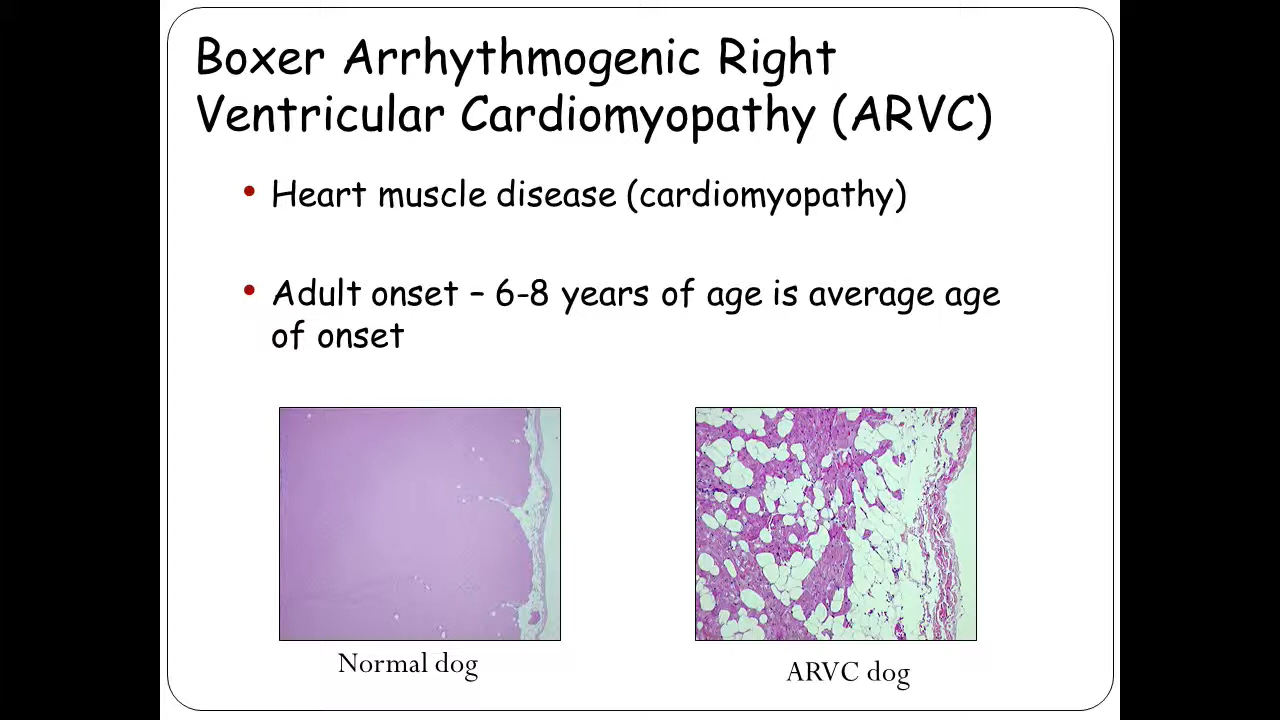 Boxer Arrhythmogenic Right
Ventricular Cardiomyopathy (ARVC)
• Heart muscle disease (cardiomyopathy)
• Adult onset – 6-8 years of age is average age
of onset
Normal dog
ARVC dog